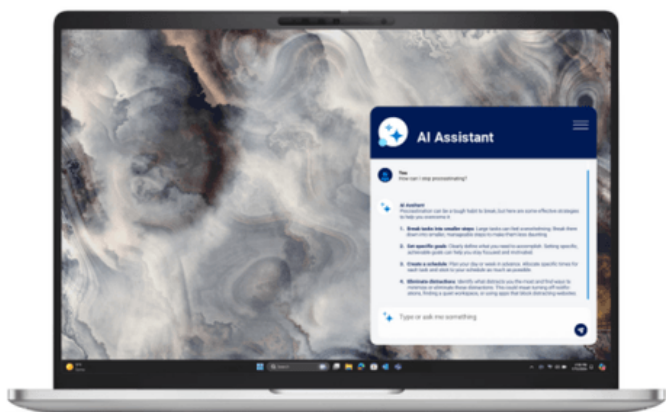 AI Assistant
You
How can I stop procrastinating?
AI Assistant
Procrastination can be a tough habit to break, but here are some effective strategies
to help you overcome it:
1. Break tasks into smaller steps: Large tasks can feel overwhelming. Break them
down into smaller, manageable steps to make them less daunting.
2. Set specific goals: Clearly define what you need to accomplish. Setting specific,
achievable goals can help you stay focused and motivated.
3. Create a schedule: Plan your day or week in advance. Allocate specific times for
each task and stick to your schedule as much as possible.
4. Eliminate distractions: Identify what distracts you the most and find ways to
minimize or eliminate those distractions. This could mean turning off notific-
ations, finding a quiet workspace, or using apps that block distracting websites.
Type or ask me something
Search